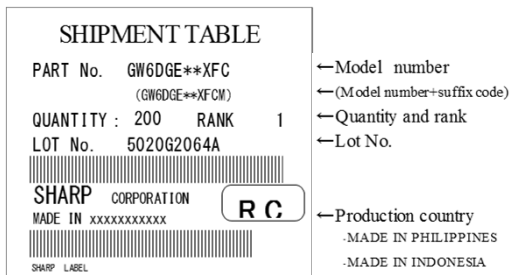 SHIPMENT TABLE
PART No. GW6DGE**XFC ←Model number
(GW6DGE**XFCM) ←(Model number+suffix code)
QUANTITY : 200 RANK 1 ←Quantity and rank
LOT No. 5020G2064A ←Lot No.
SHARP CORPORATION
R C
MADE IN xxxxxxxxxxx ←Production country
-MADE IN PHILIPPINES
-MADE IN INDONESIA
SHARP LABEL